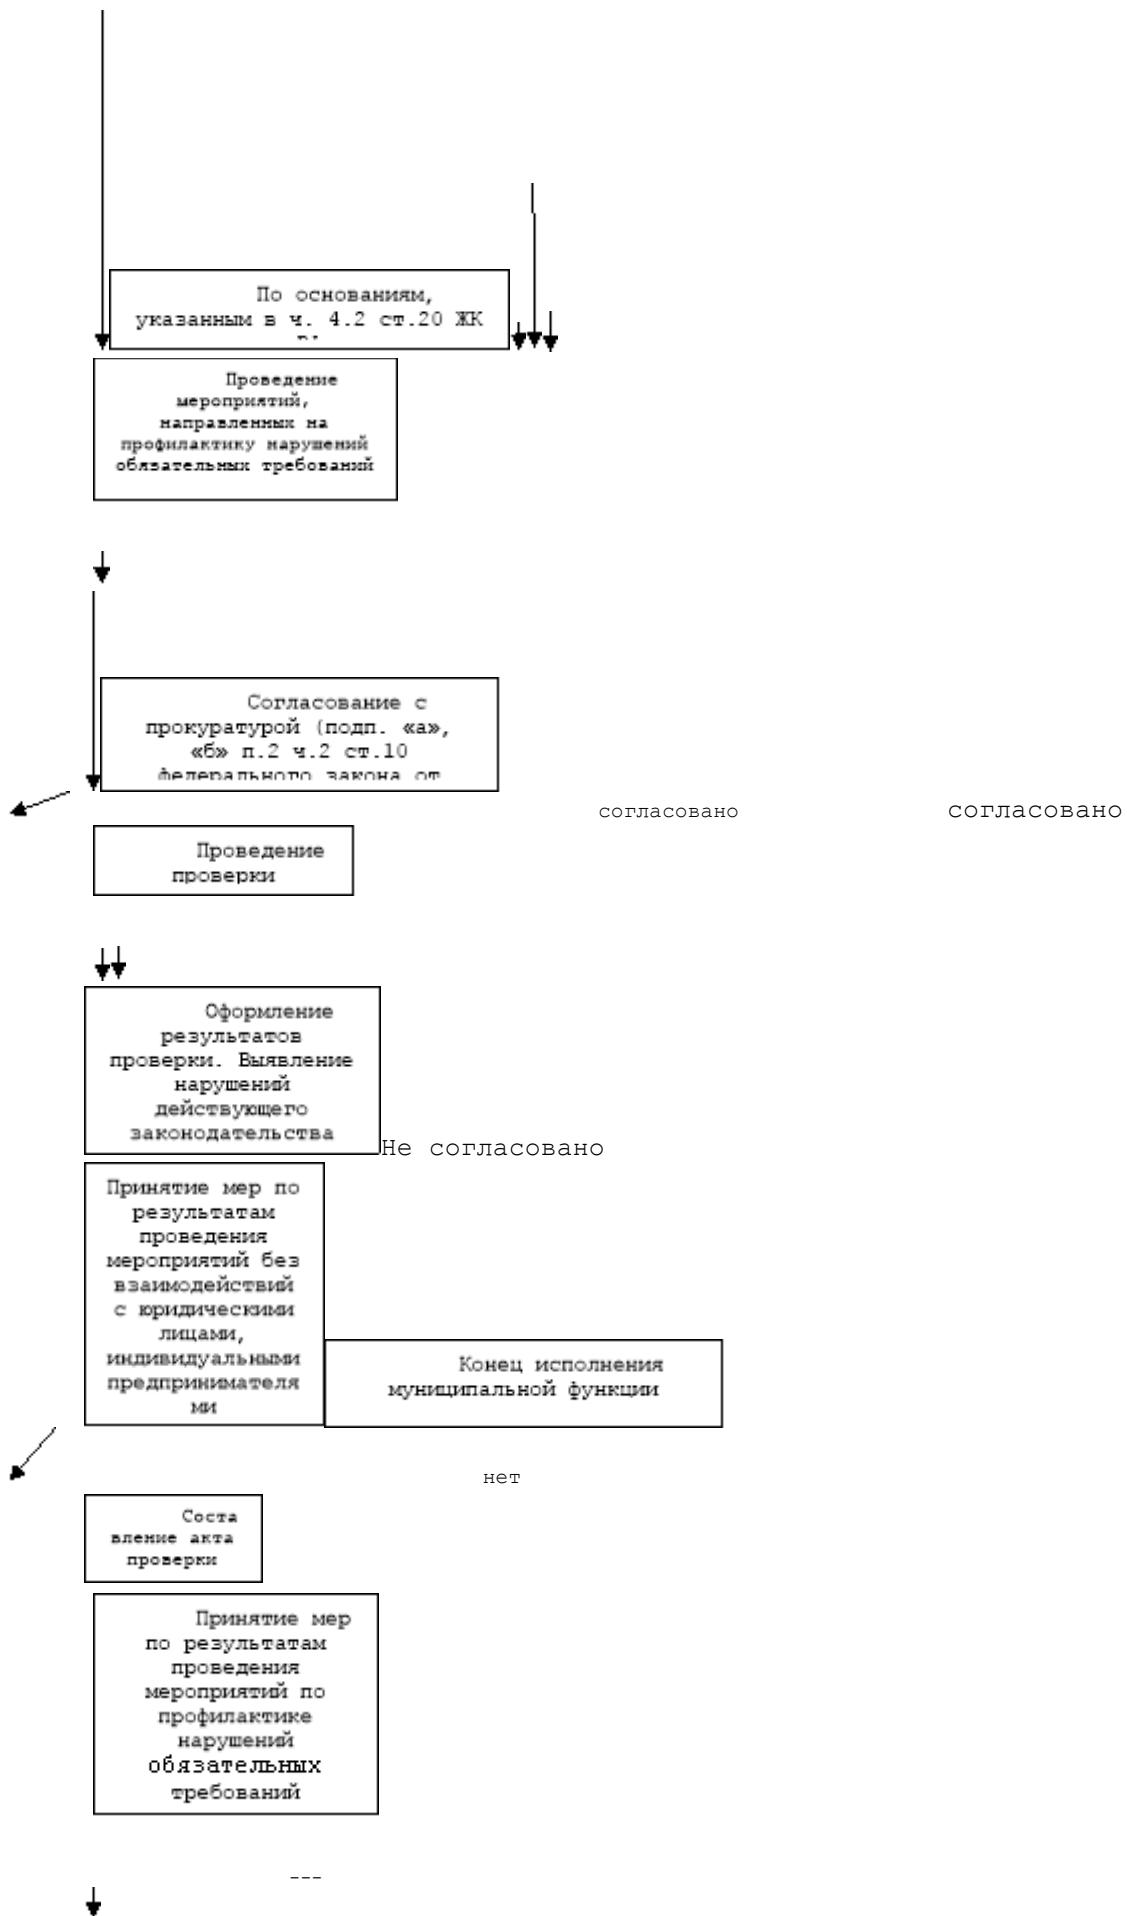 По основаниям,
указанным в ч. 4.2 ст.20 ЖК
Проведение
мероприятий,
направленных на
профилактику нарушений
обязательных требований
Согласование с
прокуратурой (подп. «а»,
«б» п.2 ч.2 ст.10
федерального закона от
согласовано согласовано
Проведение
проверки
Оформление
результатов
проверки. Выявление
нарушений
действующего
законодательства
Не согласовано
Принятие мер по
результатам
проведения
мероприятий без
взаимодействий
с юридическими
лицами,
индивидуальными
предпринимателя
ми
Конец исполнения
муниципальной функции
нет
Соста
вление акта
проверки
Принятие мер
по результатам
проведения
мероприятий по
профилактике
нарушений
обязательных
требований
---